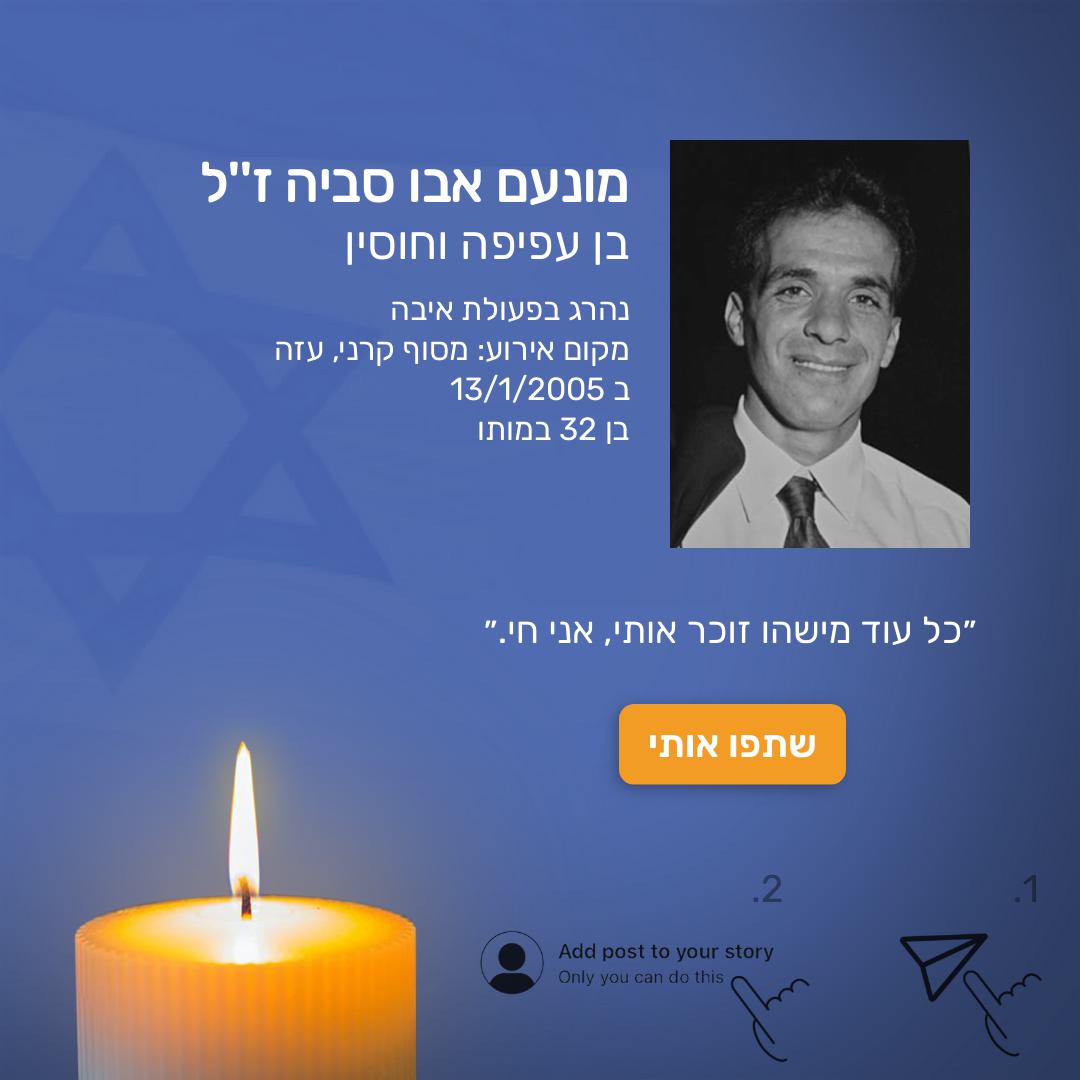 מונעם אבו סביה ז"ל
בן עפיפה וחוסין
נהרג בפעולת איבה
מקום אירוע: מסוף קרני, עזה
ב 13/1/2005
בן 32 במותו
״כל עוד מישהו זוכר אותי, אני חי.״
שתפו אותי
1.
2.
Add post to your story
Only you can do this